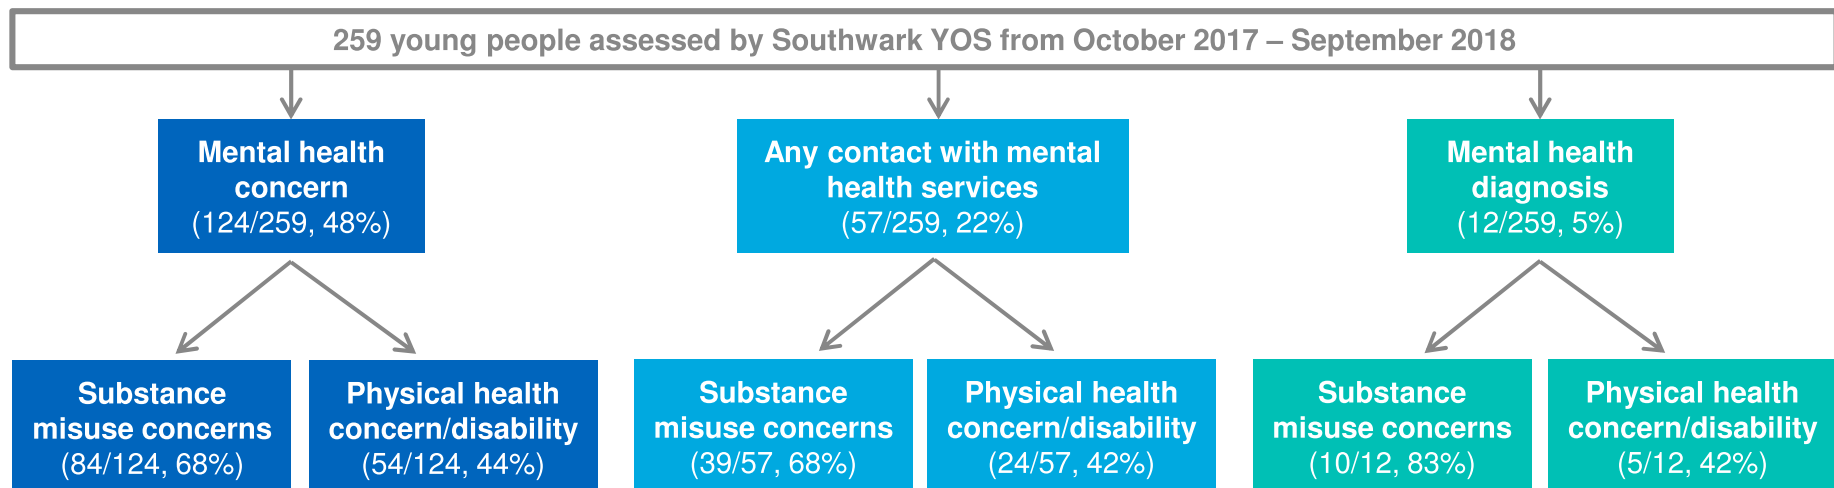 259 young people assessed by Southwark YOS from October 2017 – September 2018
Mental health
concern
(124/259, 48%)
Any contact with mental
health services
(57/259, 22%)
Mental health
diagnosis
(12/259, 5%)
Substance
misuse concerns
(84/124, 68%)
Physical health
concern/disability
(54/124, 44%)
Substance
misuse concerns
(39/57, 68%)
Physical health
concern/disability
(24/57, 42%)
Substance
misuse concerns
(10/12, 83%)
Physical health
concern/disability
(5/12, 42%)